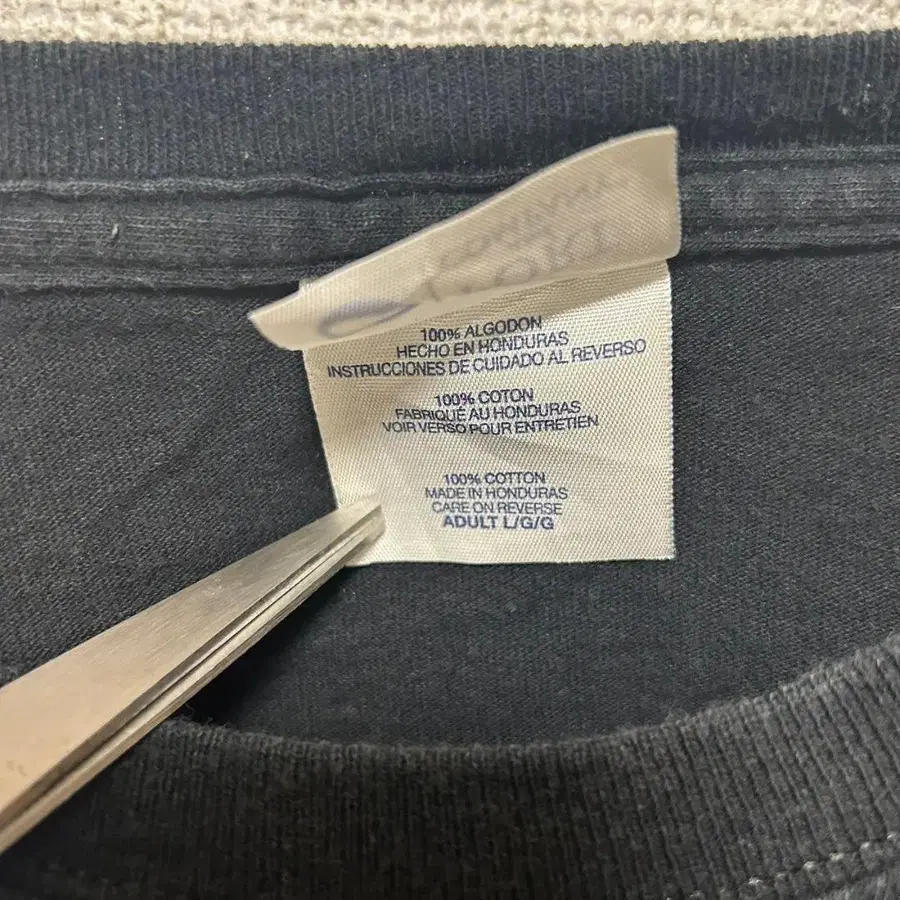 100% ALGODON
HECHO EN HONDURAS
INSTRUCCIONES DE CUIDADO AL REVERSO
100% COTON
FABRIQUÉ AU HONDURAS
VOIR VERSO POUR ENTRETIEN
100% COTTON
MADE IN HONDURAS
CARE ON REVERSE
ADULT L/G/G